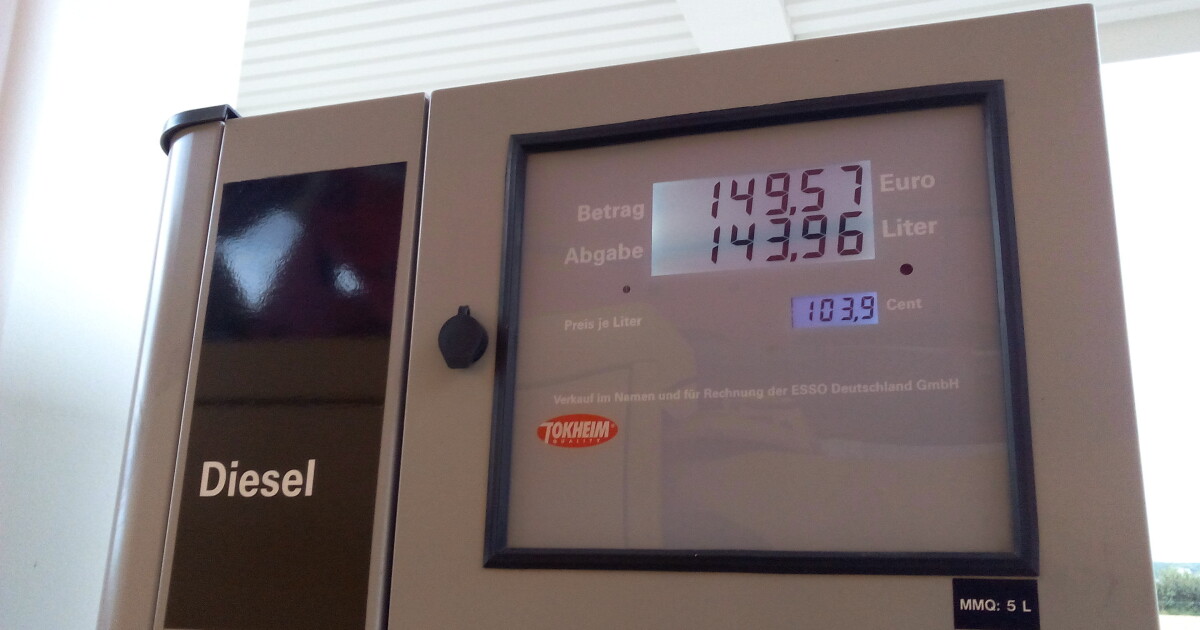 Betrag 149,57 Euro
Abgabe 143,96 Liter
Preis je Liter 103,9 Cent
Verkauf im Namen und für Rechnung der ESSO Deutschland GmbH
TOKHEIM
QUALITY
Diesel
MMQ: 5 L